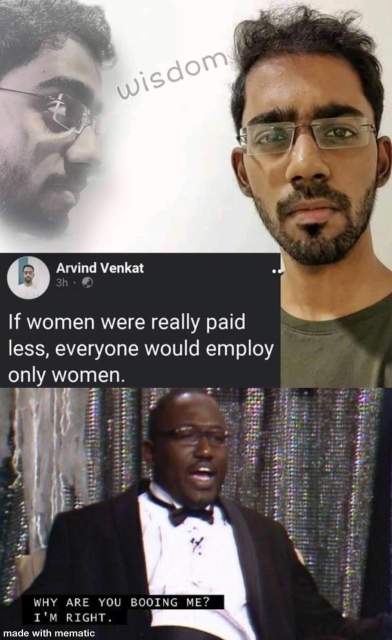 wisdom
Arvind Venkat
3h ·
If women were really paid
less, everyone would employ
only women.
WHY ARE YOU BOOING ME?
I'M RIGHT.
made with mematic